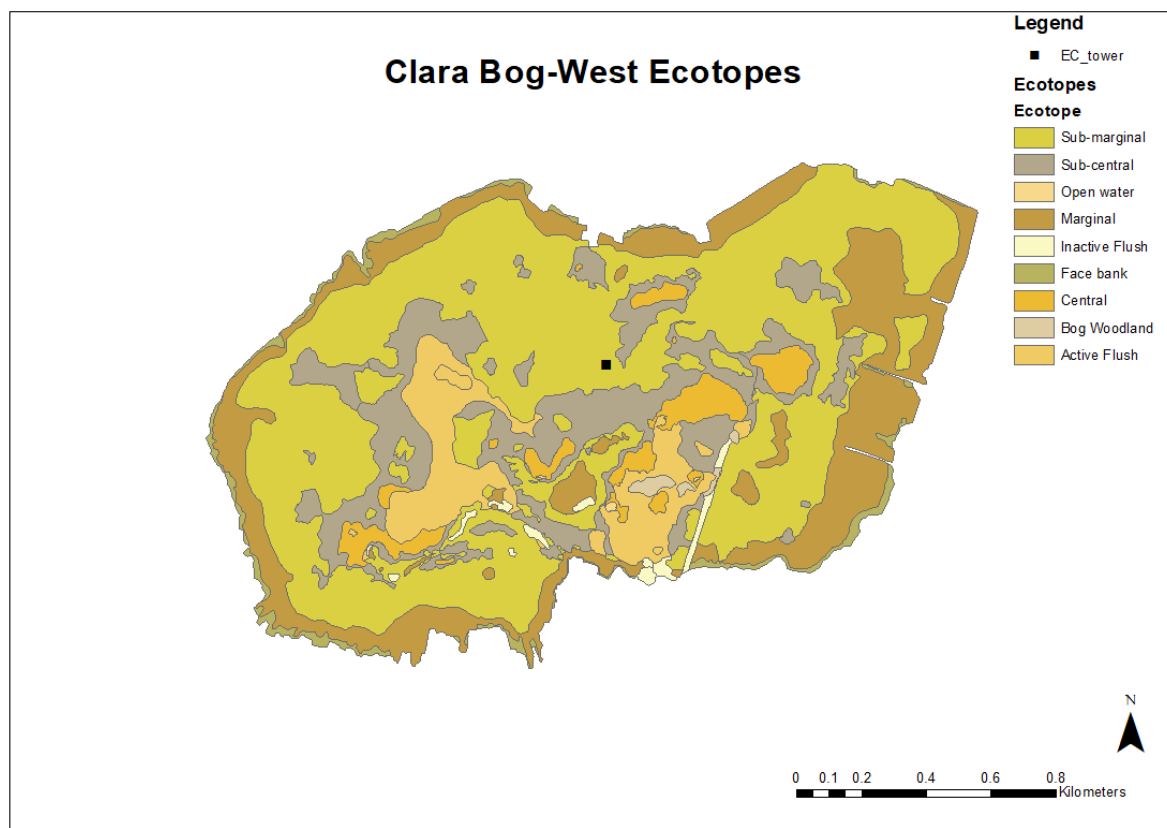 Legend
EC_tower
Clara Bog-West Ecotopes
Ecotopes
Ecotope
Sub-marginal
Sub-central
Open water
Marginal
Inactive Flush
Face bank
Central
Bog Woodland
Active Flush
N
0 0.1 0.2 0.4 0.6 0.8
Kilometers